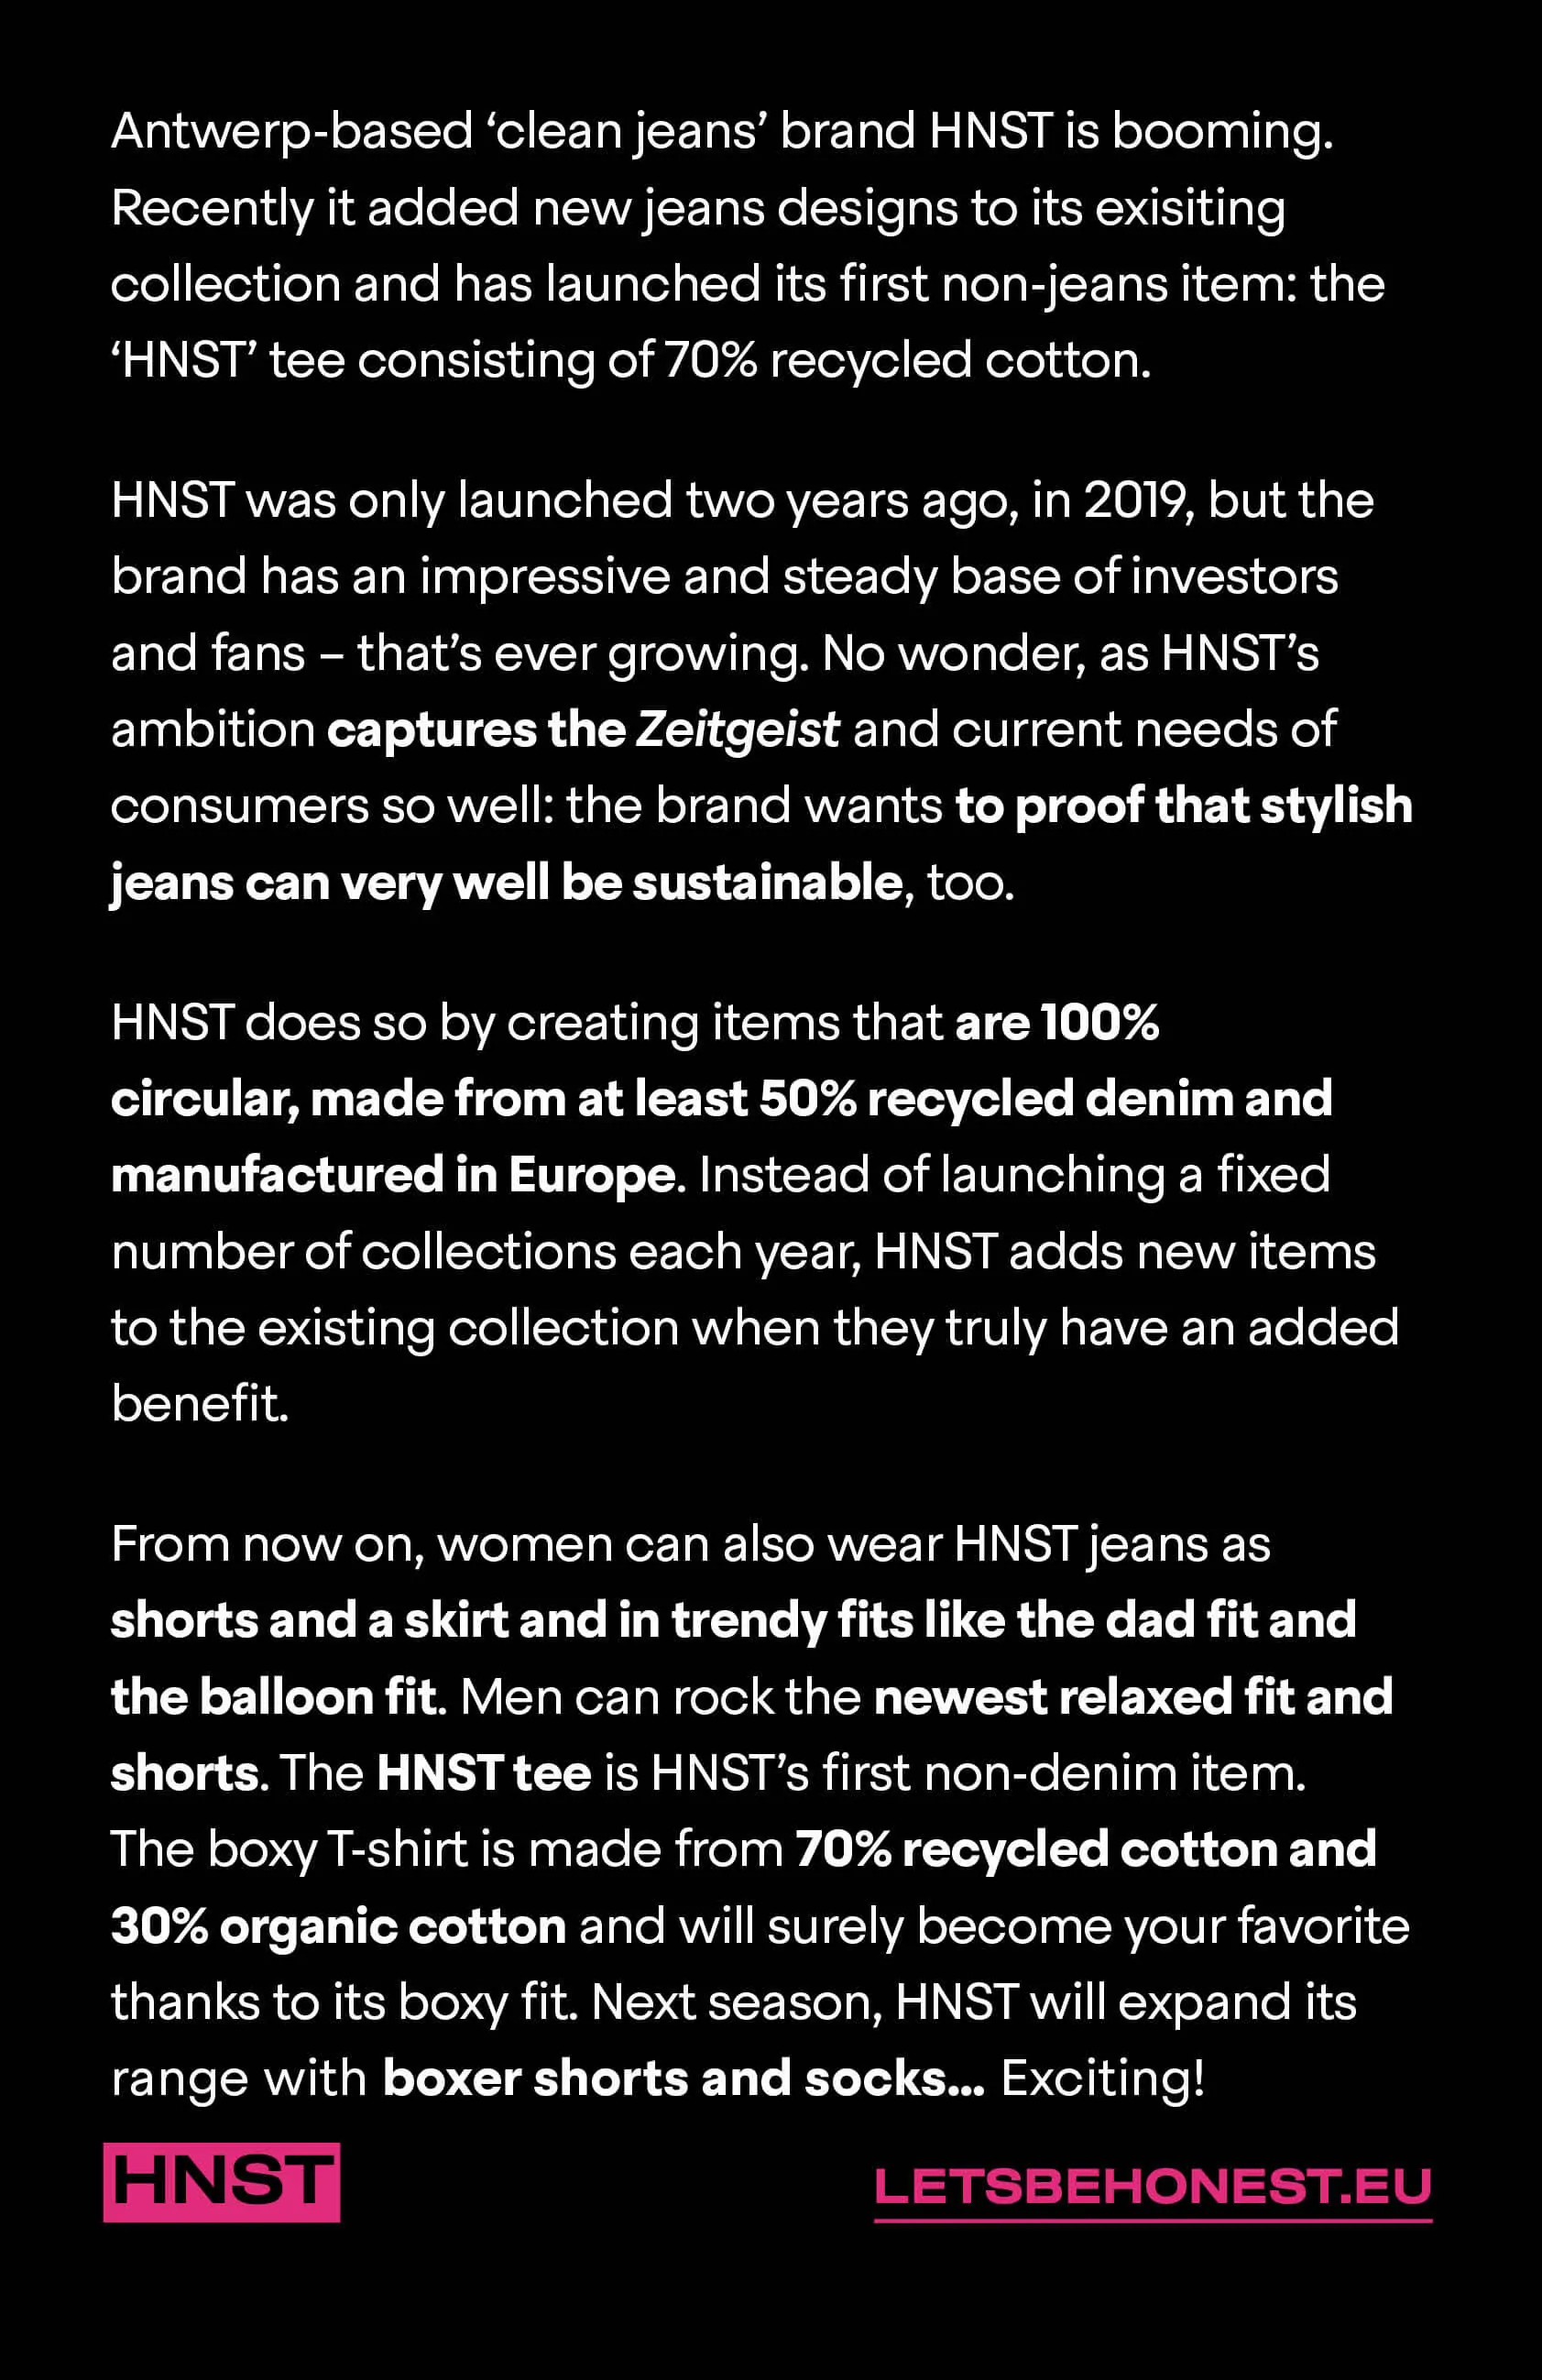 Antwerp-based ‘clean jeans’ brand HNST is booming.
Recently it added new jeans designs to its exisiting
collection and has launched its first non-jeans item: the
‘HNST’ tee consisting of 70% recycled cotton.
HNST was only launched two years ago, in 2019, but the
brand has an impressive and steady base of investors
and fans – that’s ever growing. No wonder, as HNST’s
ambition captures the Zeitgeist and current needs of
consumers so well: the brand wants to proof that stylish
jeans can very well be sustainable, too.
HNST does so by creating items that are 100%
circular, made from at least 50% recycled denim and
manufactured in Europe. Instead of launching a fixed
number of collections each year, HNST adds new items
to the existing collection when they truly have an added
benefit.
From now on, women can also wear HNST jeans as
shorts and a skirt and in trendy fits like the dad fit and
the balloon fit. Men can rock the newest relaxed fit and
shorts. The HNST tee is HNST’s first non-denim item.
The boxy T-shirt is made from 70% recycled cotton and
30% organic cotton and will surely become your favorite
thanks to its boxy fit. Next season, HNST will expand its
range with boxer shorts and socks... Exciting!
HNST
LETSBEHONEST.EU